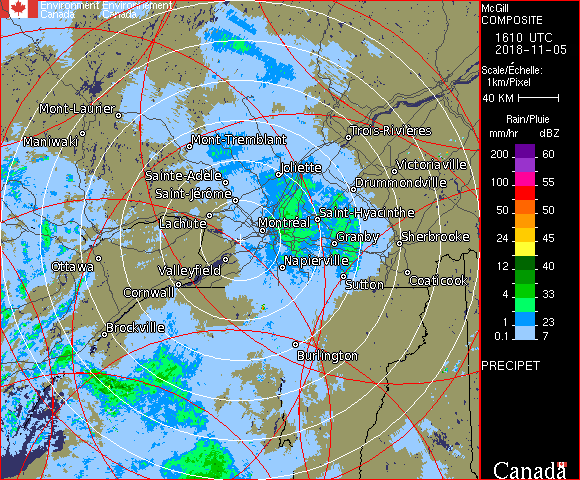 Environment Environnement
Canada Canada
McGill
COMPOSITE
1610 UTC
2018-11-05
Scale/Échelle:
1km/Pixel
40 KM
Rain/Pluie
mm/hr dBZ
200 60
100 55
50 50
24 45
12 40
4 33
1 23
0.1 7
PRECIPET
Canada
Mont-Laurier
Maniwaki
Mont-Tremblant
Trois-Rivières
Sainte-Adèle
Joliette
Victoriaville
Saint-Jérôme
Drummondville
Lachute
Montréal
Saint-Hyacinthe
Granby
Sherbrooke
Ottawa
Valleyfield
Napierville
Cornwall
Sutton
Coaticook
Brockville
Burlington